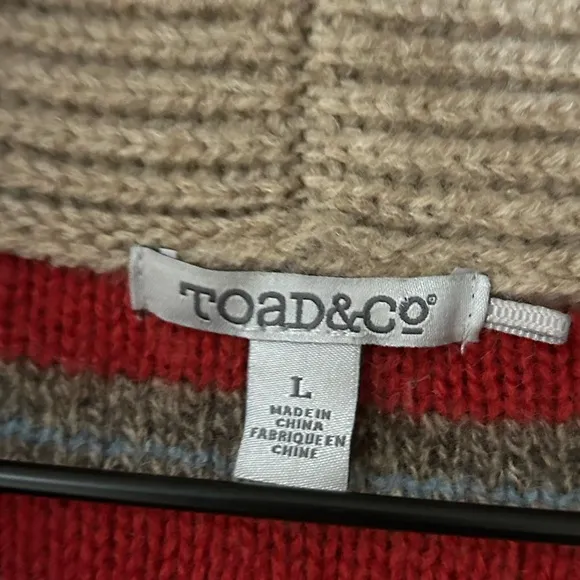 TOAD&CO®
L
MADE IN
CHINA
FABRIQUE EN
CHINE